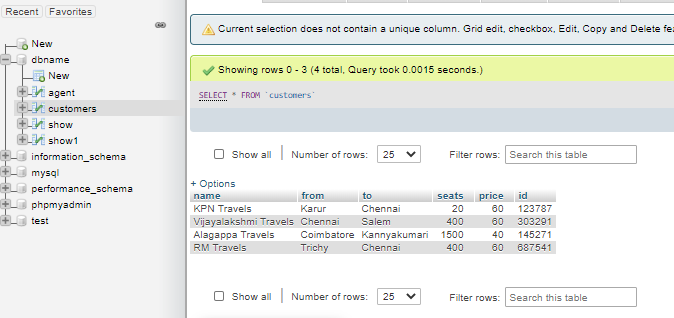 Recent Favorites
New
dbname
New
agent
customers
show
show1
information_schema
mysql
performance_schema
phpmyadmin
test
Current selection does not contain a unique column. Grid edit, checkbox, Edit, Copy and Delete fea
Showing rows 0 - 3 (4 total, Query took 0.0015 seconds.)
SELECT * FROM `customers`
Show all Number of rows: 25 Filter rows: Search this table
+ Options
name from to seats price id
KPN Travels Karur Chennai 20 60 123787
Vijayalakshmi Travels Chennai Salem 400 60 303291
Alagappa Travels Coimbatore Kannyakumari 1500 40 145271
RM Travels Trichy Chennai 400 60 687541
Show all Number of rows: 25 Filter rows: Search this table